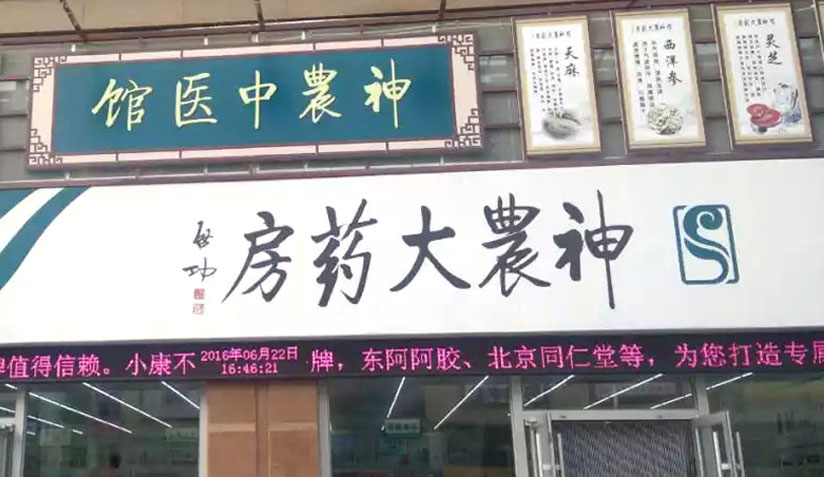 神農中医馆
天麻
西洋参
灵芝
神農大药房
启功
值得信赖。小康不
2016年06月22日
16:46:21
牌，东阿阿胶、北京同仁堂等，为您打造专属